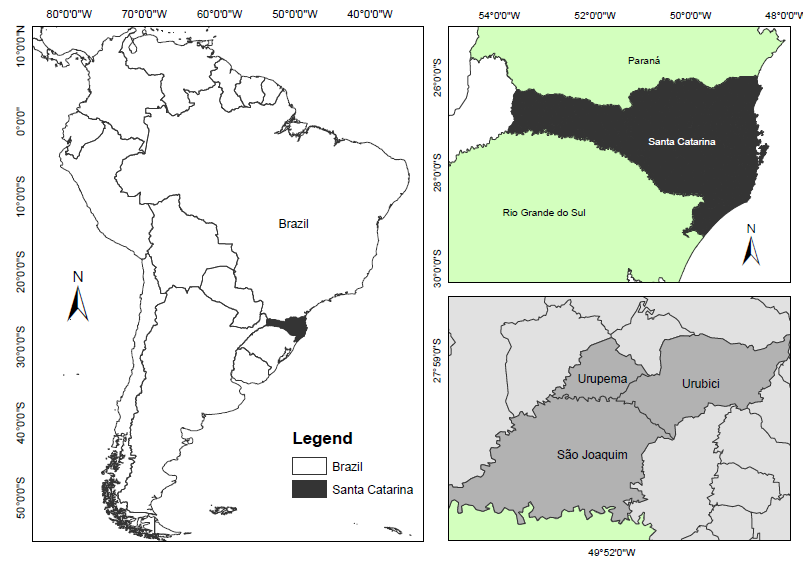 80°0'0"W 70°0'0"W 60°0'0"W 50°0'0"W 40°0'0"W
10°0'0"N
0°0'0"
10°0'0"S
20°0'0"S
30°0'0"S
40°0'0"S
50°0'0"S
Brazil
N
Legend
Brazil
Santa Catarina
54°0'0"W 52°0'0"W 50°0'0"W 48°0'0"W
26°0'0"S
28°0'0"S
30°0'0"S
Paraná
Santa Catarina
Rio Grande do Sul
N
27°59'0"S
Urupema
Urubici
São Joaquim
49°52'0"W